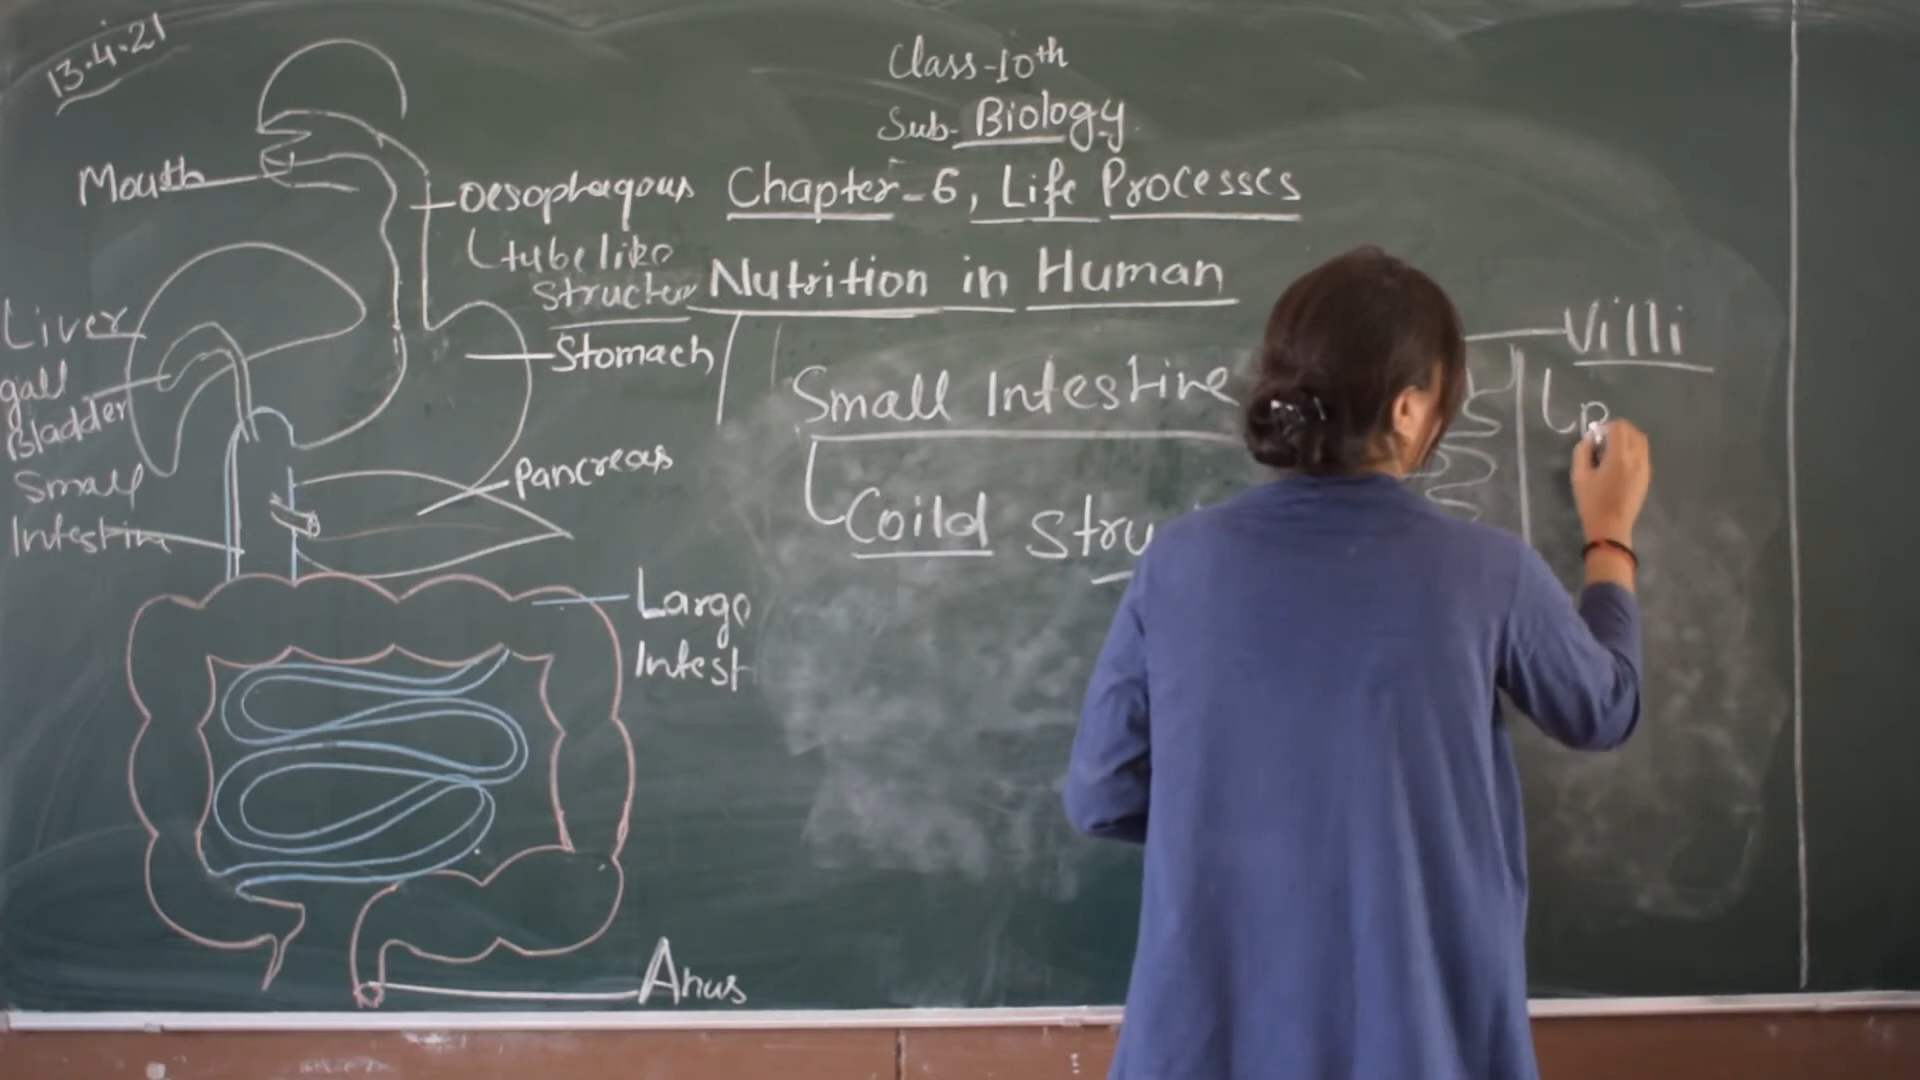 13.4.21
Class-10th
Sub-Biology
Chapter-6, Life Processes
Nutrition in Human
Mouth
Oesophagous
tube like
Structure
Liver
gall
Bladder
Stomach
Pancreas
Small
Intestine
Large
Intest
Anus
Small Intestine
Coild Stru
Villi